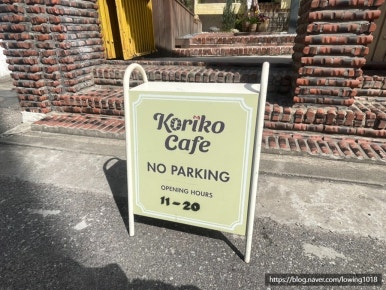 Koriko
Cafe
NO PARKING
OPENING HOURS
11-20
https://blog.naver.com/lowing1018